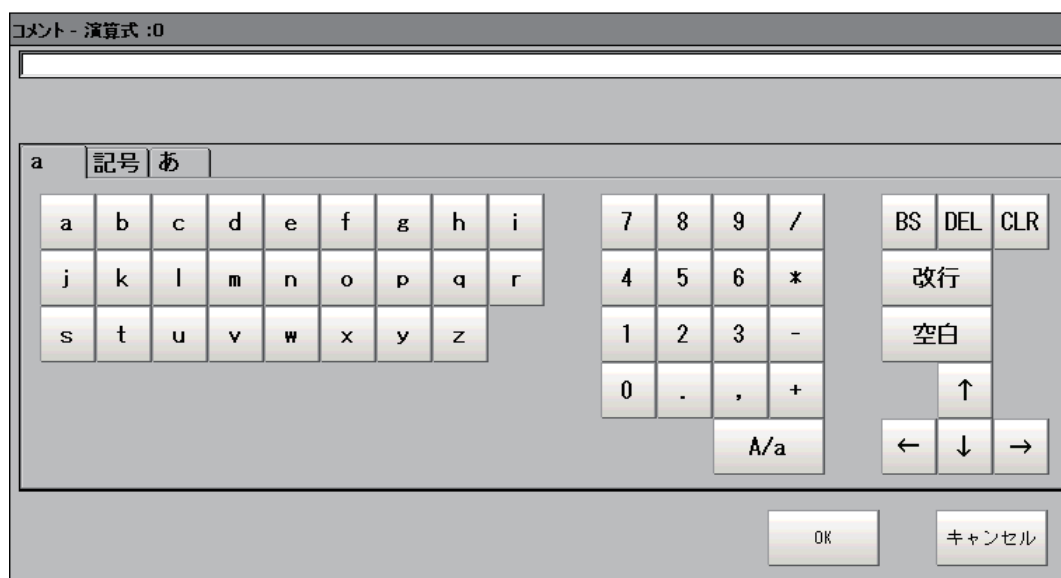 コメント - 演算式 :0
a 記号 あ
a b c d e f g h i 7 8 9 / BS DEL CLR
j k l m n o p q r 4 5 6 * 改行
s t u v w x y z 1 2 3 - 空白
0 . , + ↑
A/a ← ↓ →
OK キャンセル